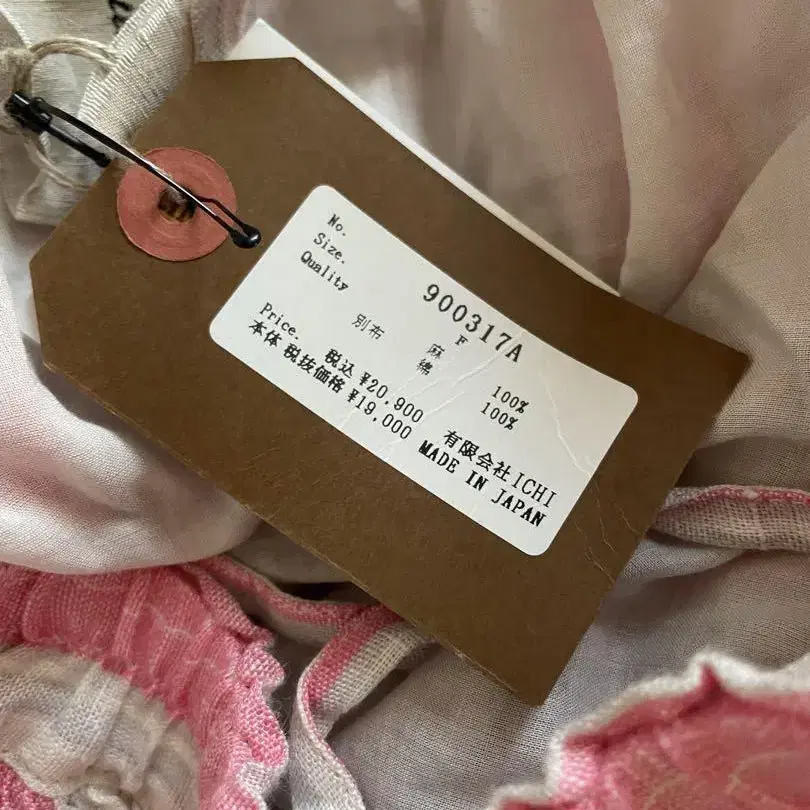 No. 900317A
Size. F
Quality 麻 100%
別布 綿 100%
Price. 税込 ¥20,900
本体 税抜価格 ¥19,000
有限会社ICHI
MADE IN JAPAN